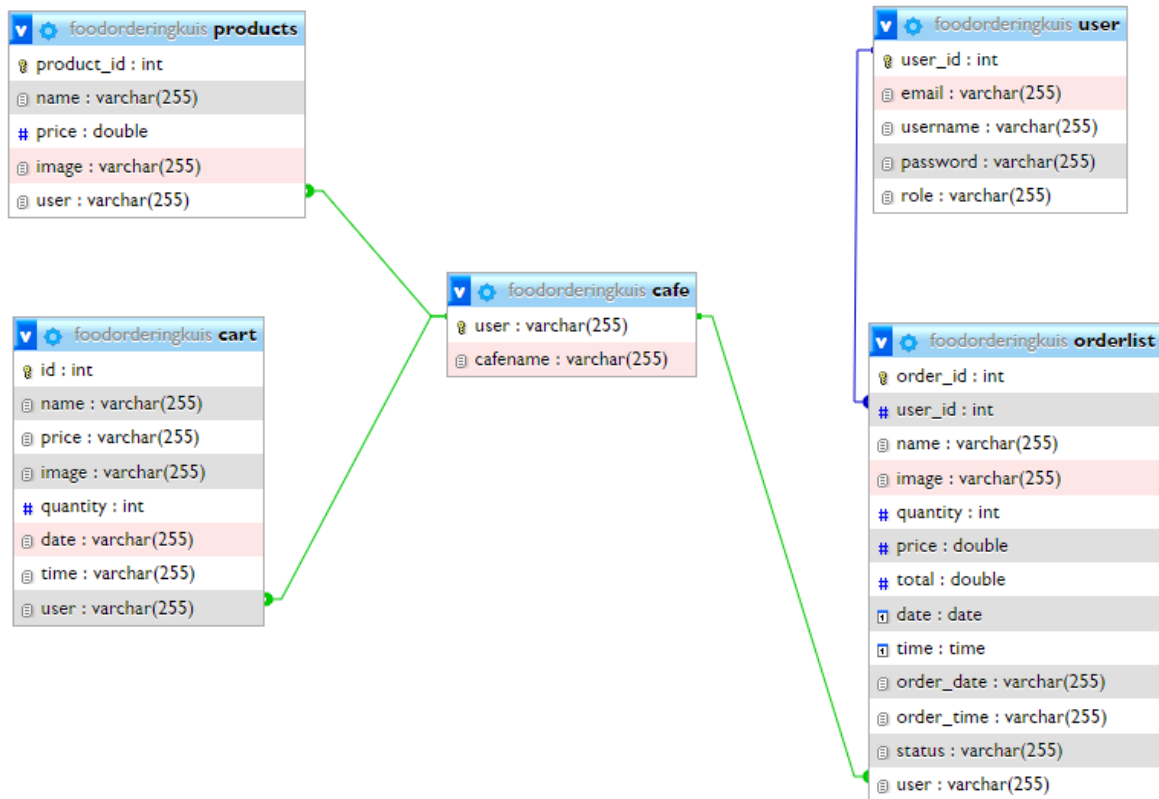 foodorderingkuis products
product_id : int
name : varchar(255)
price : double
image : varchar(255)
user : varchar(255)
foodorderingkuis user
user_id : int
email : varchar(255)
username : varchar(255)
password : varchar(255)
role : varchar(255)
foodorderingkuis cafe
user : varchar(255)
cafename : varchar(255)
foodorderingkuis cart
id : int
name : varchar(255)
price : varchar(255)
image : varchar(255)
quantity : int
date : varchar(255)
time : varchar(255)
user : varchar(255)
foodorderingkuis orderlist
order_id : int
user_id : int
name : varchar(255)
image : varchar(255)
quantity : int
price : double
total : double
date : date
time : time
order_date : varchar(255)
order_time : varchar(255)
status : varchar(255)
user : varchar(255)